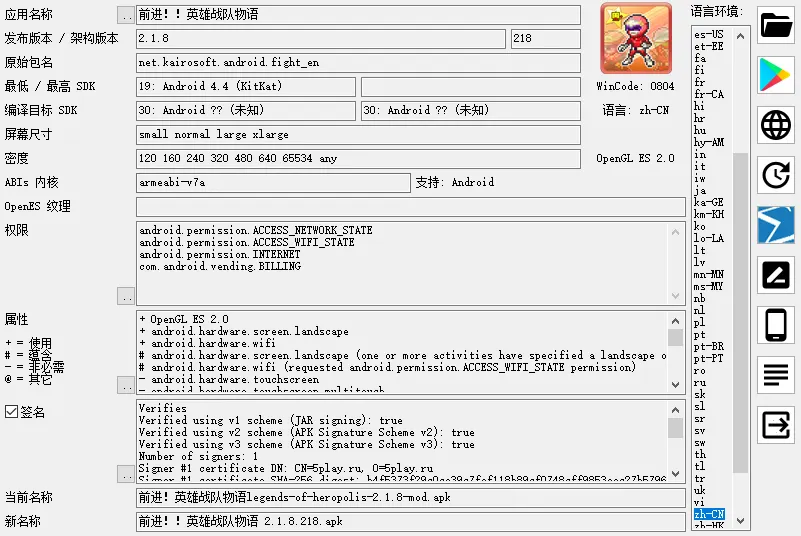 应用名称 .. 前进！！英雄战队物语 语言环境:
发布版本 / 架构版本 2.1.8 218
原始包名 net.kairosoft.android.fight_en
最低 / 最高 SDK 19: Android 4.4 (KitKat) WinCode: 0804
编译目标 SDK 30: Android ?? (未知) 30: Android ?? (未知) 语言: zh-CN
屏幕尺寸 small normal large xlarge
密度 120 160 240 320 480 640 65534 any OpenGL ES 2.0
ABIs 内核 armeabi-v7a 支持: Android
OpenES 纹理
权限
android.permission.ACCESS_NETWORK_STATE
android.permission.ACCESS_WIFI_STATE
android.permission.INTERNET
com.android.vending.BILLING
..
属性
+ = 使用
# = 蕴含
- = 非必需
@ = 其它
+ OpenGL ES 2.0
+ android.hardware.screen.landscape
+ android.hardware.wifi
# android.hardware.screen.landscape (one or more activities have specified a landscape o
# android.hardware.wifi (requested android.permission.ACCESS_WIFI_STATE permission)
- android.hardware.touchscreen
- android.hardware.touchscreen.multitouch
..
签名
Verifies
Verified using v1 scheme (JAR signing): true
Verified using v2 scheme (APK Signature Scheme v2): true
Verified using v3 scheme (APK Signature Scheme v3): true
Number of signers: 1
Signer #1 certificate DN: CN=5play.ru, O=5play.ru
Signer #1 certificate SHA-256 digest:
..
当前名称 前进！英雄战队物语legends-of-heropolis-2.1.8-mod.apk
新名称 前进！！英雄战队物语 2.1.8.218.apk
es-US
et-EE
fa
fi
fr
fr-CA
hi
hr
hu
hy-AM
in
it
iw
ja
ka-GE
km-KH
ko
lo-LA
lt
lv
mn-MN
ms-MY
nb
nl
pl
pt
pt-BR
pt-PT
ro
ru
sk
sl
sr
sv
sw
th
tl
tr
uk
vi
zh-CN
zh-HK